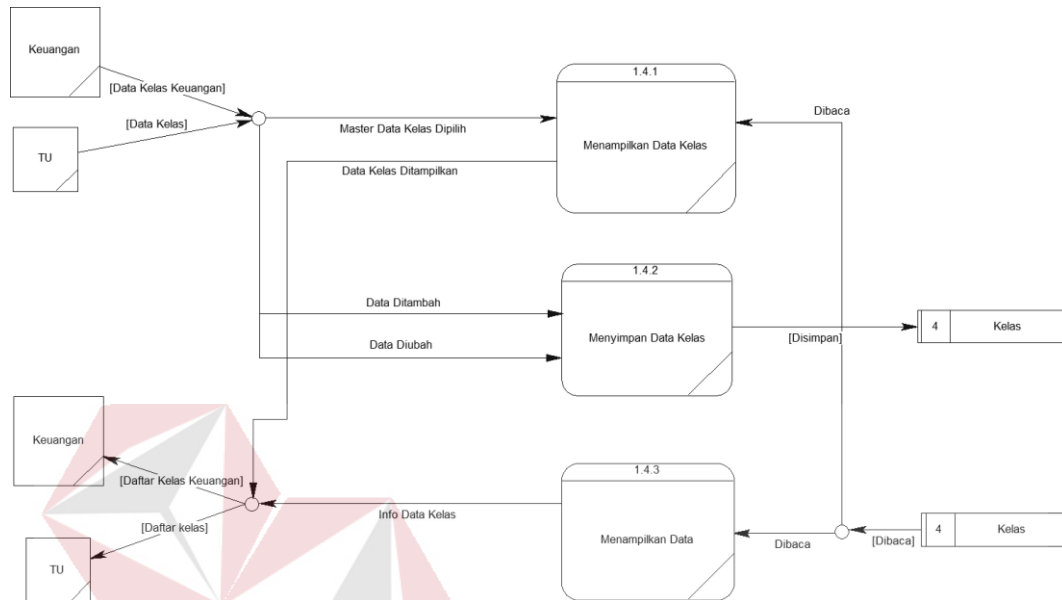 Keuangan
1.4.1
[Data Kelas Keuangan]
Dibaca
[Data Kelas]
Master Data Kelas Dipilih
Menampilkan Data Kelas
TU
Data Kelas Ditampilkan
1.4.2
Data Ditambah
4
Kelas
Menyimpan Data Kelas
[Disimpan]
Data Diubah
Keuangan
1.4.3
[Daftar Kelas Keuangan]
Info Data Kelas
[Daftar kelas]
Menampilkan Data
Dibaca
[Dibaca]
4
Kelas
TU